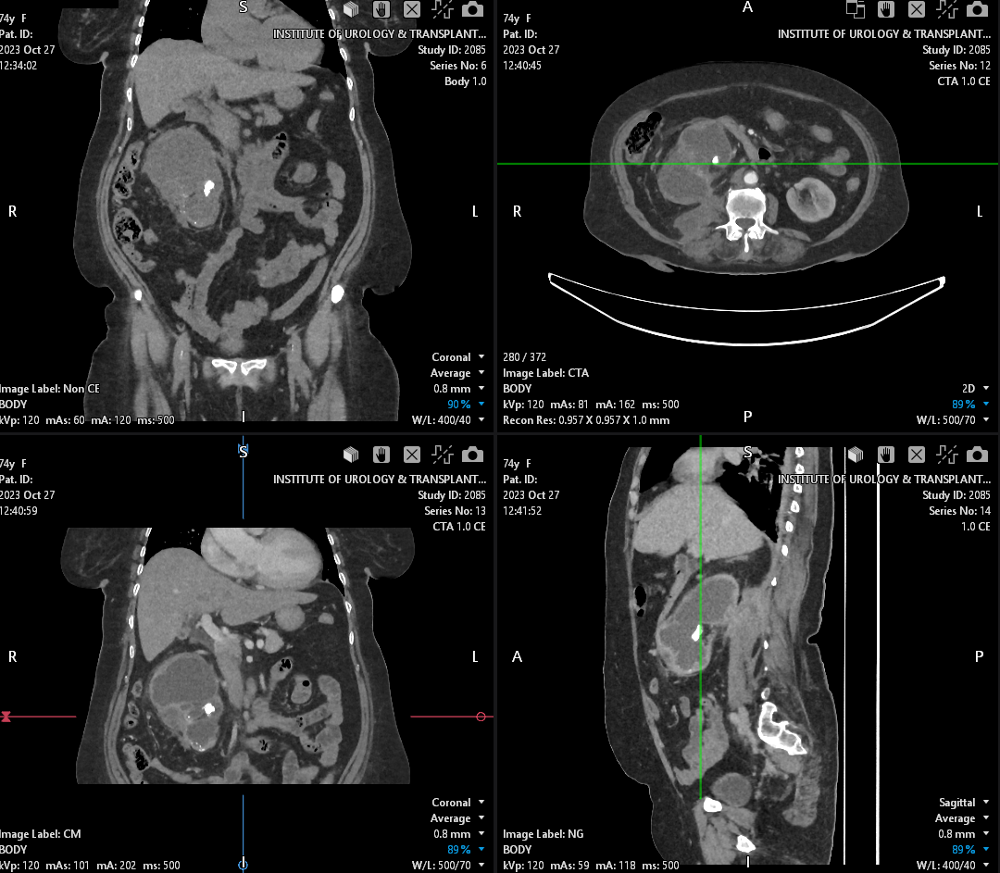 S
74y F
Pat. ID:
2023 Oct 27
12:34:02
INSTITUTE OF UROLOGY & TRANSPLANT...
Study ID: 2085
Series No: 6
Body 1.0
R
L
Coronal
Average
0.8 mm
90 %
W/L: 400/40
Image Label: Non CE
BODY
kVp: 120 mAs: 60 mA: 120 ms: 500
I
A
74y F
Pat. ID:
2023 Oct 27
12:40:45
INSTITUTE OF UROLOGY & TRANSPLANT...
Study ID: 2085
Series No: 12
CTA 1.0 CE
R
L
280 / 372
Image Label: CTA
BODY
kVp: 120 mAs: 81 mA: 162 ms: 500
Recon Res: 0.957 X 0.957 X 1.0 mm
P
2D
89 %
W/L: 500/70
S
74y F
Pat. ID:
2023 Oct 27
12:40:59
INSTITUTE OF UROLOGY & TRANSPLANT...
Study ID: 2085
Series No: 13
CTA 1.0 CE
R
L
Coronal
Average
0.8 mm
89 %
W/L: 500/70
Image Label: CM
BODY
kVp: 120 mAs: 101 mA: 202 ms: 500
I
S
74y F
Pat. ID:
2023 Oct 27
12:41:52
INSTITUTE OF UROLOGY & TRANSPLANT...
Study ID: 2085
Series No: 14
1.0 CE
A
P
Sagittal
Average
0.8 mm
89 %
W/L: 400/40
Image Label: NG
BODY
kVp: 120 mAs: 59 mA: 118 ms: 500
I